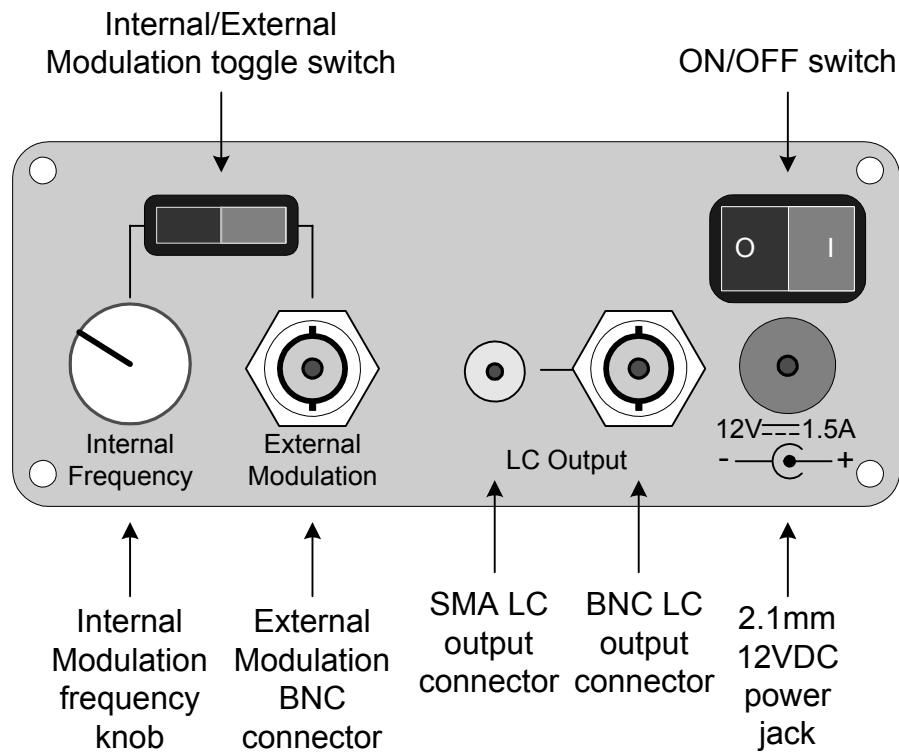 Internal/External
Modulation toggle switch
ON/OFF switch
O I
Internal
Frequency
External
Modulation
LC Output
12V⎓1.5A
- +
Internal
Modulation
frequency
knob
External
Modulation
BNC
connector
SMA LC
output
connector
BNC LC
output
connector
2.1mm
12VDC
power
jack